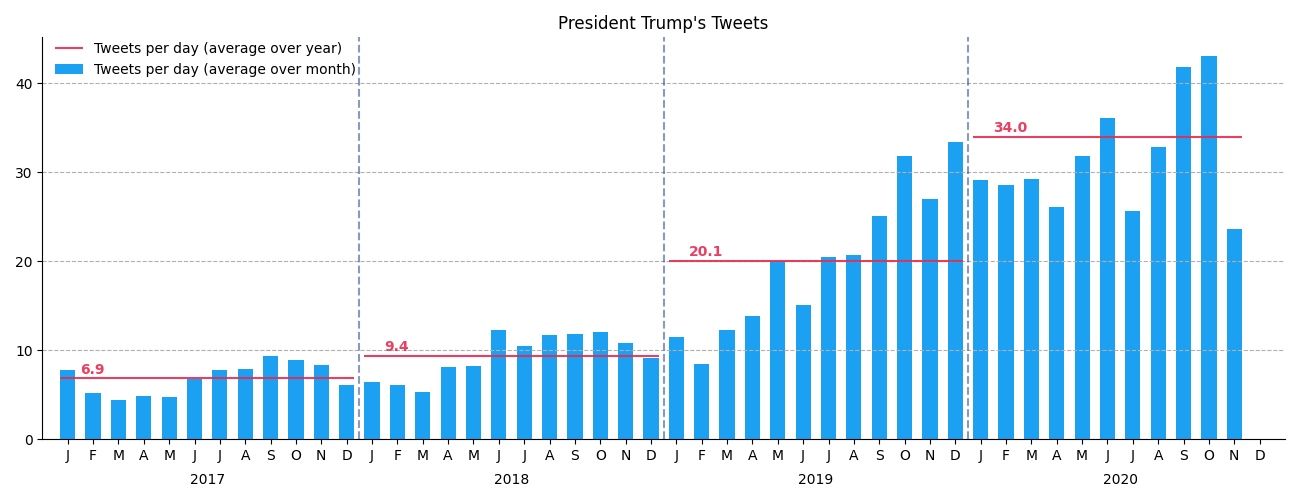 President Trump's Tweets
Tweets per day (average over year)
Tweets per day (average over month)
40
30
20
10
0
6.9
9.4
20.1
34.0
J F M A M J J A S O N D J F M A M J J A S O N D J F M A M J J A S O N D J F M A M J J A S O N D
2017 2018 2019 2020